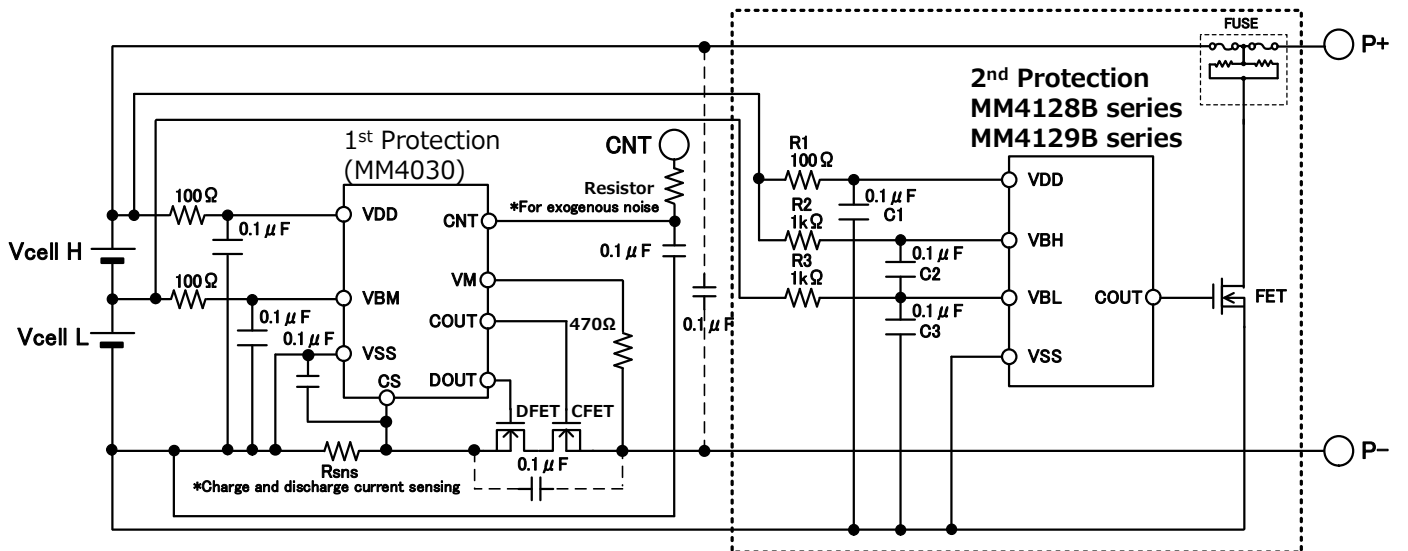 FUSE
P+
2nd Protection
MM4128B series
MM4129B series
1st Protection
(MM4030)
CNT
Resistor
*For exogenous noise
100Ω
0.1μF
VDD
CNT
0.1μF
Vcell H
100Ω
0.1μF
VBM
VM
Vcell L
0.1μF
VSS
COUT
470Ω
CS
DOUT
DFET
CFET
0.1μF
Rsns
*Charge and discharge current sensing
0.1μF
R1
100Ω
0.1μF
C1
VDD
R2
1kΩ
0.1μF
C2
VBH
R3
1kΩ
0.1μF
C3
VBL
COUT
FET
VSS
P-